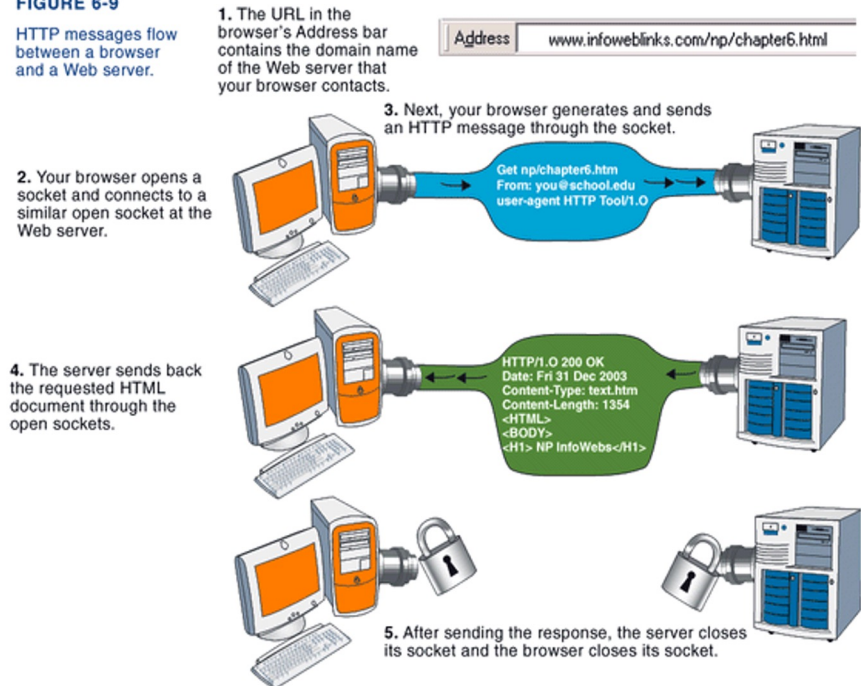 FIGURE 6-9
HTTP messages flow
between a browser
and a Web server.
1. The URL in the
browser's Address bar
contains the domain name
of the Web server that
your browser contacts.
Address www.infoweblinks.com/np/chapter6.html
2. Your browser opens a
socket and connects to a
similar open socket at the
Web server.
3. Next, your browser generates and sends
an HTTP message through the socket.
Get np/chapter6.htm
From: you@school.edu
user-agent HTTP Tool/1.O
4. The server sends back
the requested HTML
document through the
open sockets.
HTTP/1.O 200 OK
Date: Fri 31 Dec 2003
Content-Type: text.htm
Content-Length: 1354
<HTML>
<BODY>
<H1> NP InfoWebs</H1>
5. After sending the response, the server closes
its socket and the browser closes its socket.